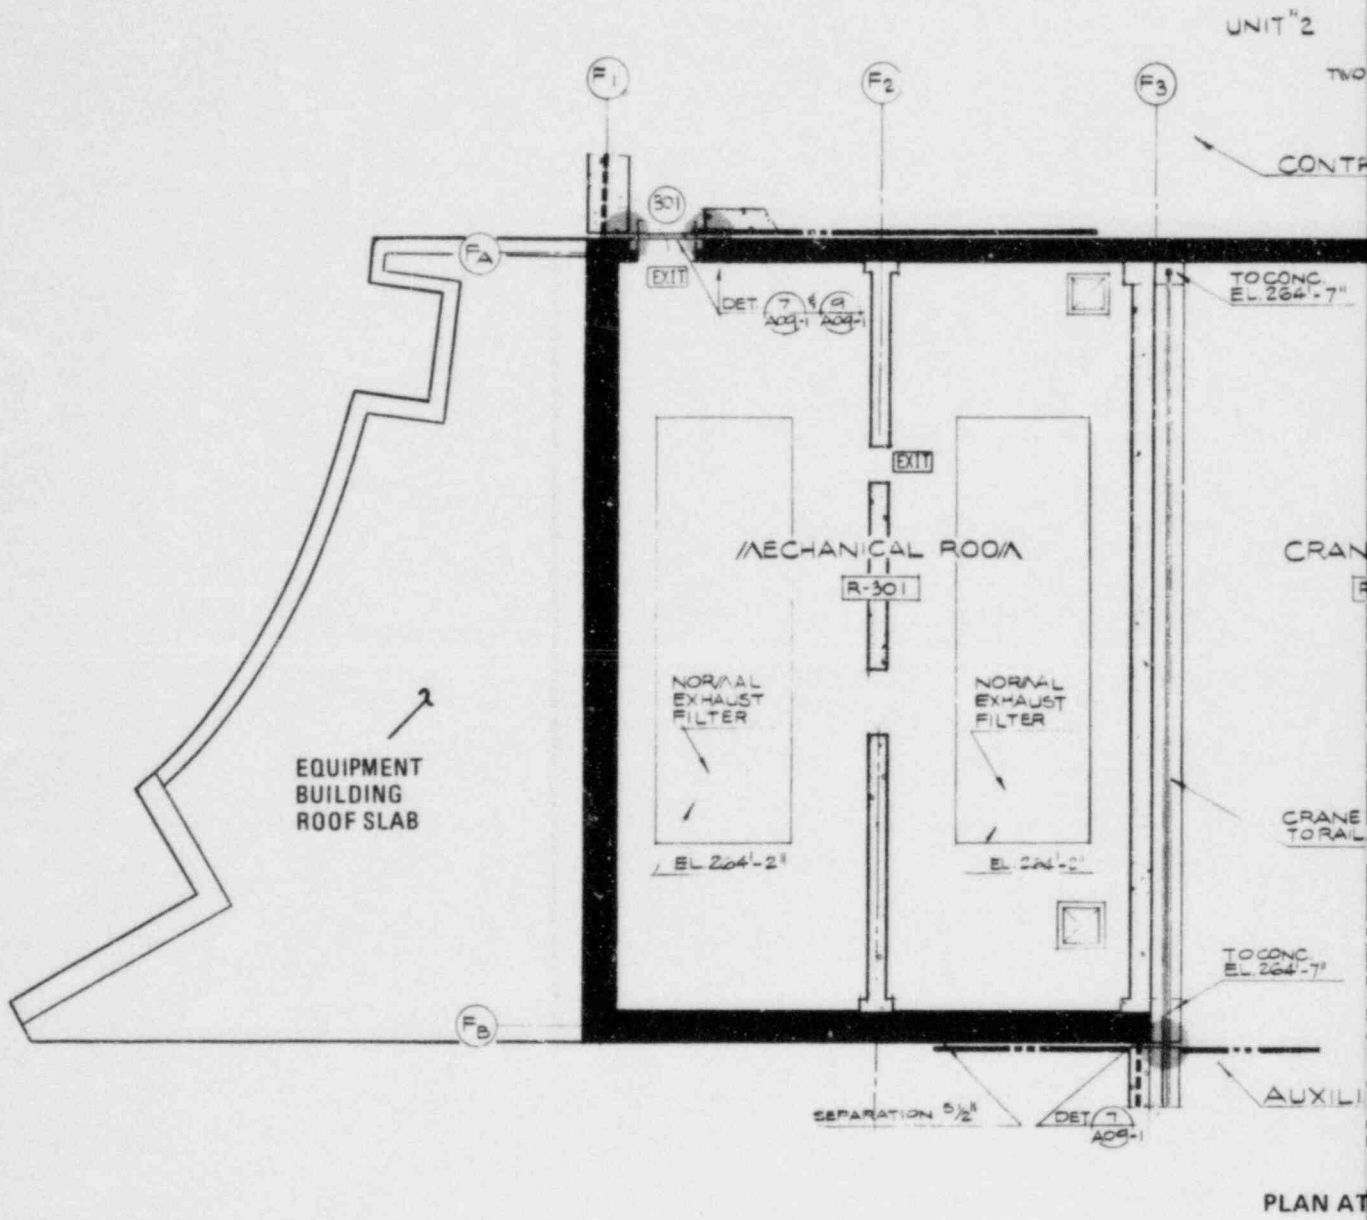 UNIT #2
F1
F2
F3
TWO
CONTR
301
FA
EXIT
DET 7 & 9
A09-1 A09-1
TO CONC.
EL. 264'-7"
EXIT
MECHANICAL ROOM
R-301
CRAN
R
NORMAL
EXHAUST
FILTER
NORMAL
EXHAUST
FILTER
EQUIPMENT
BUILDING
ROOF SLAB
CRANE
TO RAIL
EL. 264'-2"
EL. 264'-2"
TO CONC.
EL. 264'-7"
FB
SEPARATION 5 1/2"
DET 7
A09-1
AUXILI
PLAN AT